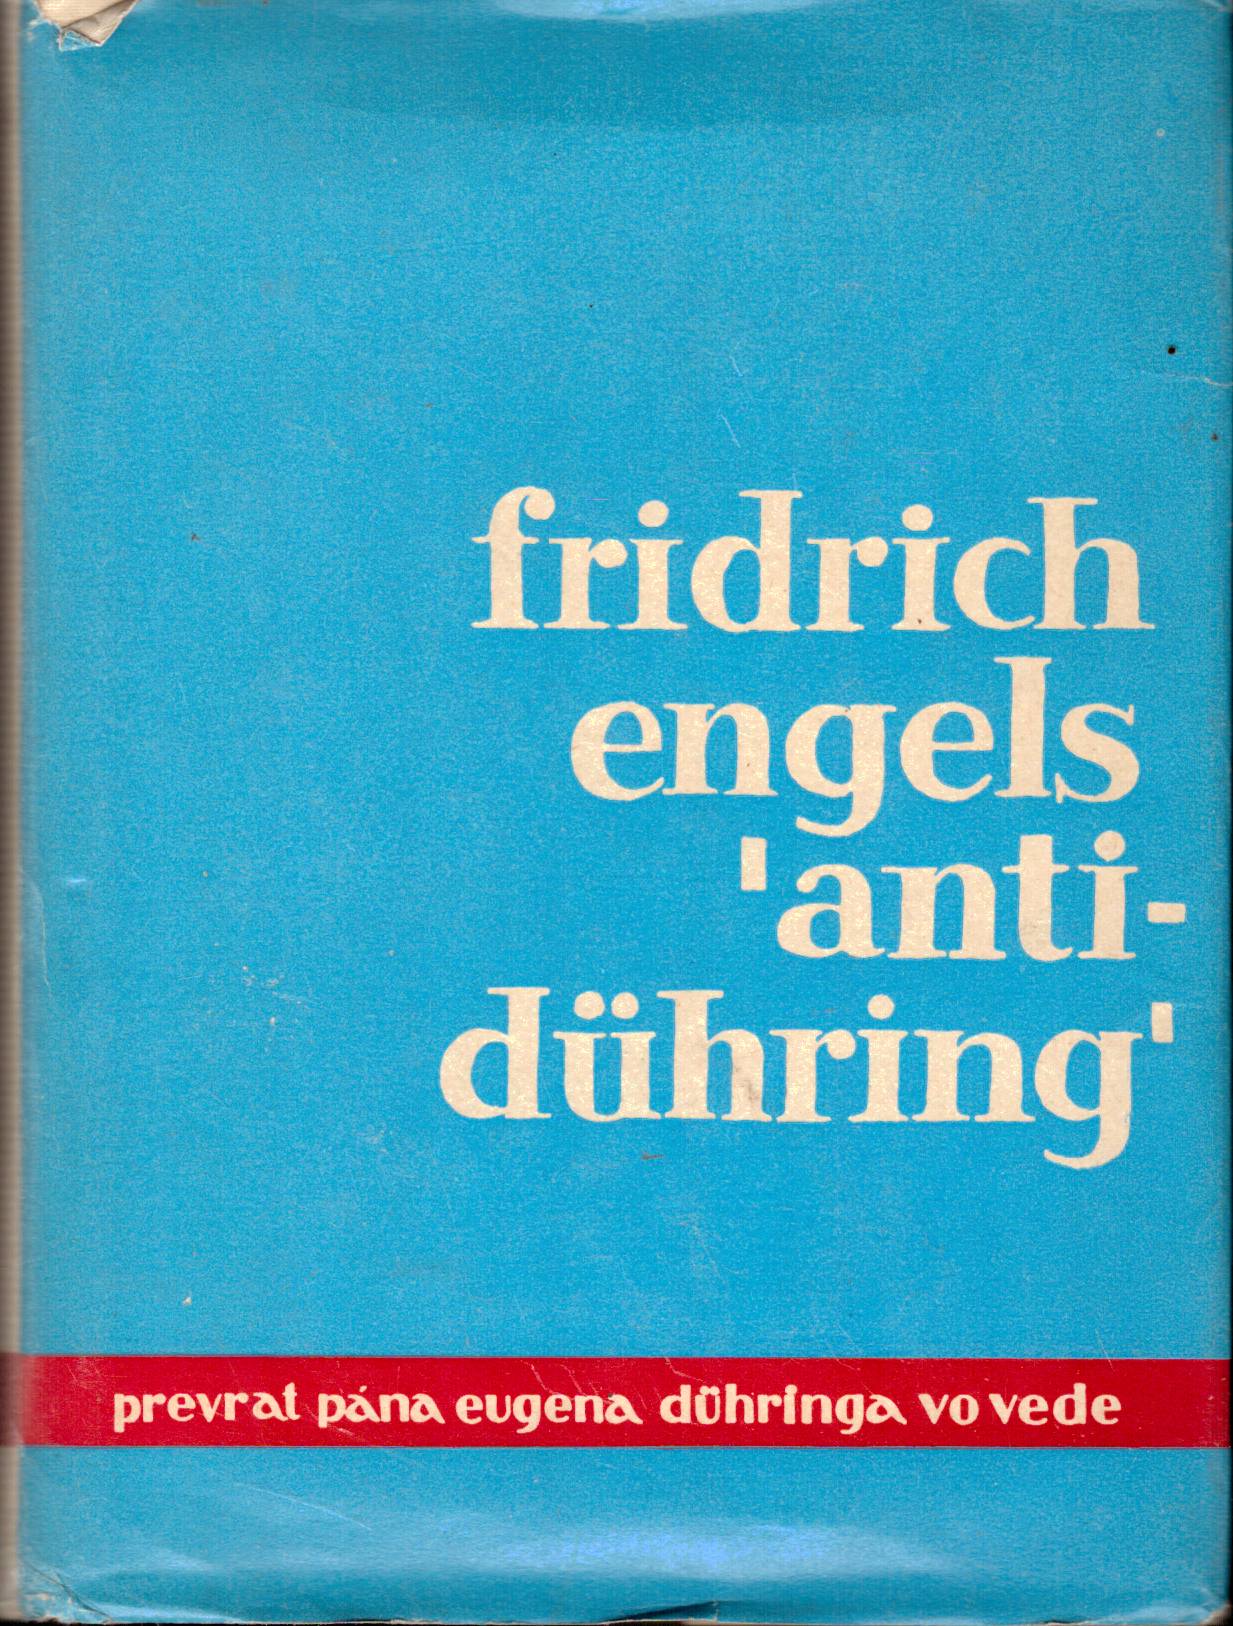 fridrich
engels
'anti-
dühring'
prevrat pána eugena dühringa vo vede